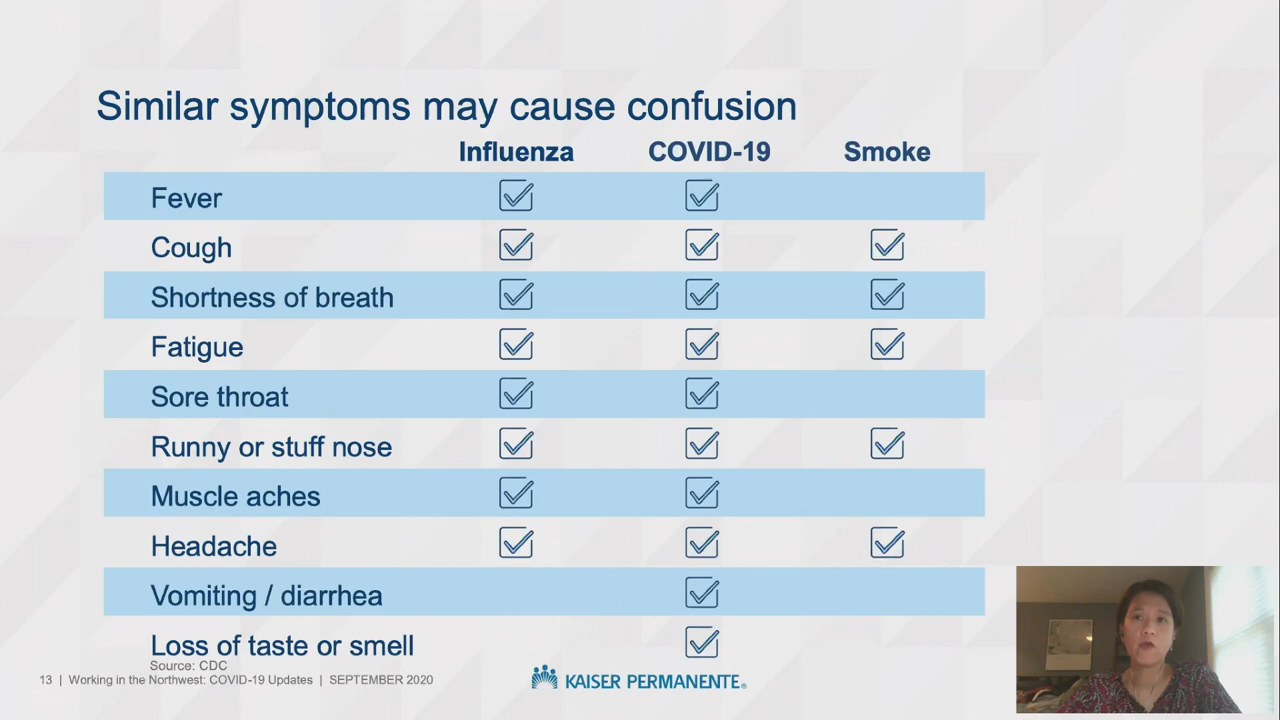 Similar symptoms may cause confusion
Influenza COVID-19 Smoke
Fever
Cough
Shortness of breath
Fatigue
Sore throat
Runny or stuff nose
Muscle aches
Headache
Vomiting / diarrhea
Loss of taste or smell
Source: CDC
13 | Working in the Northwest: COVID-19 Updates | SEPTEMBER 2020
KAISER PERMANENTE®